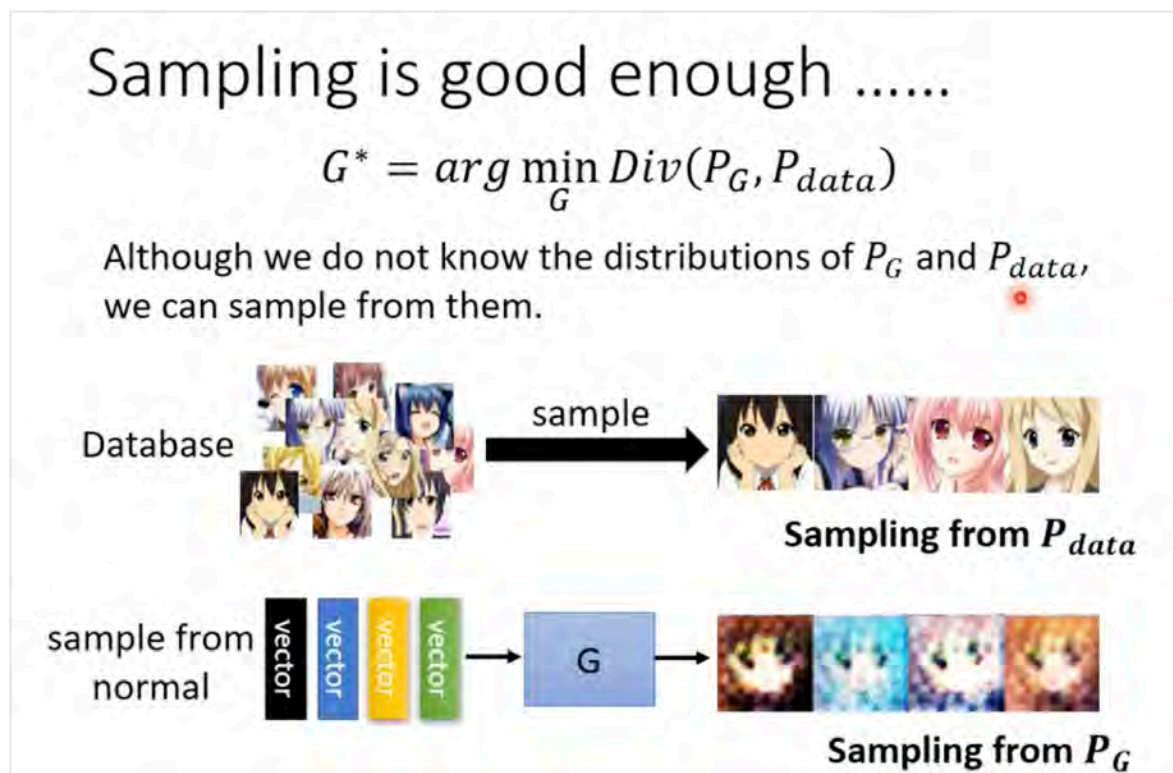 Sampling is good enough ......
G* = arg min_G Div(P_G, P_data)
Although we do not know the distributions of P_G and P_data,
we can sample from them.
Database
sample
Sampling from P_data
sample from
normal
vector
vector
vector
vector
G
Sampling from P_G